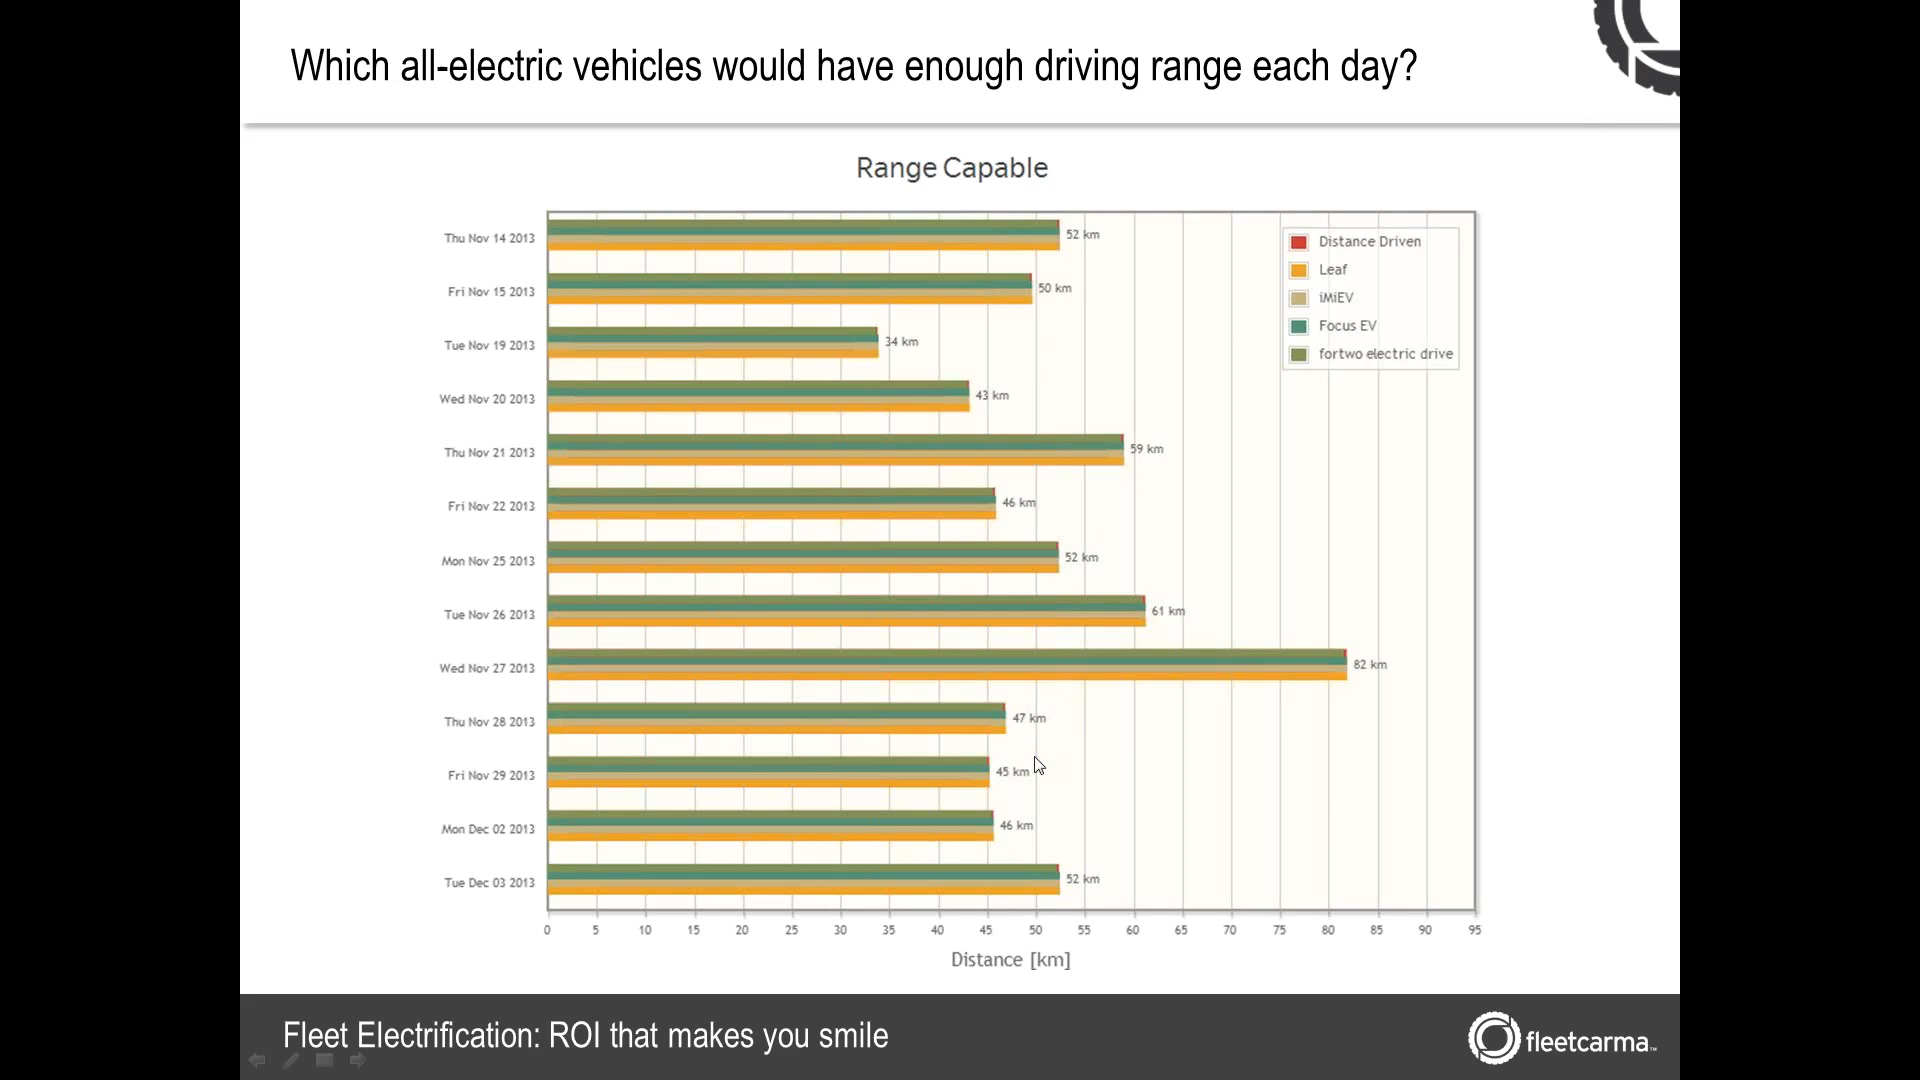 Which all-electric vehicles would have enough driving range each day?
Range Capable
Thu Nov 14 2013
52 km
Fri Nov 15 2013
50 km
Tue Nov 19 2013
34 km
Wed Nov 20 2013
43 km
Thu Nov 21 2013
59 km
Fri Nov 22 2013
46 km
Mon Nov 25 2013
52 km
Tue Nov 26 2013
61 km
Wed Nov 27 2013
82 km
Thu Nov 28 2013
47 km
Fri Nov 29 2013
45 km
Mon Dec 02 2013
46 km
Tue Dec 03 2013
52 km
Distance Driven
Leaf
iMiEV
Focus EV
fortwo electric drive
0 5 10 15 20 25 30 35 40 45 50 55 60 65 70 75 80 85 90 95
Distance [km]
Fleet Electrification: ROI that makes you smile
fleetcarma™